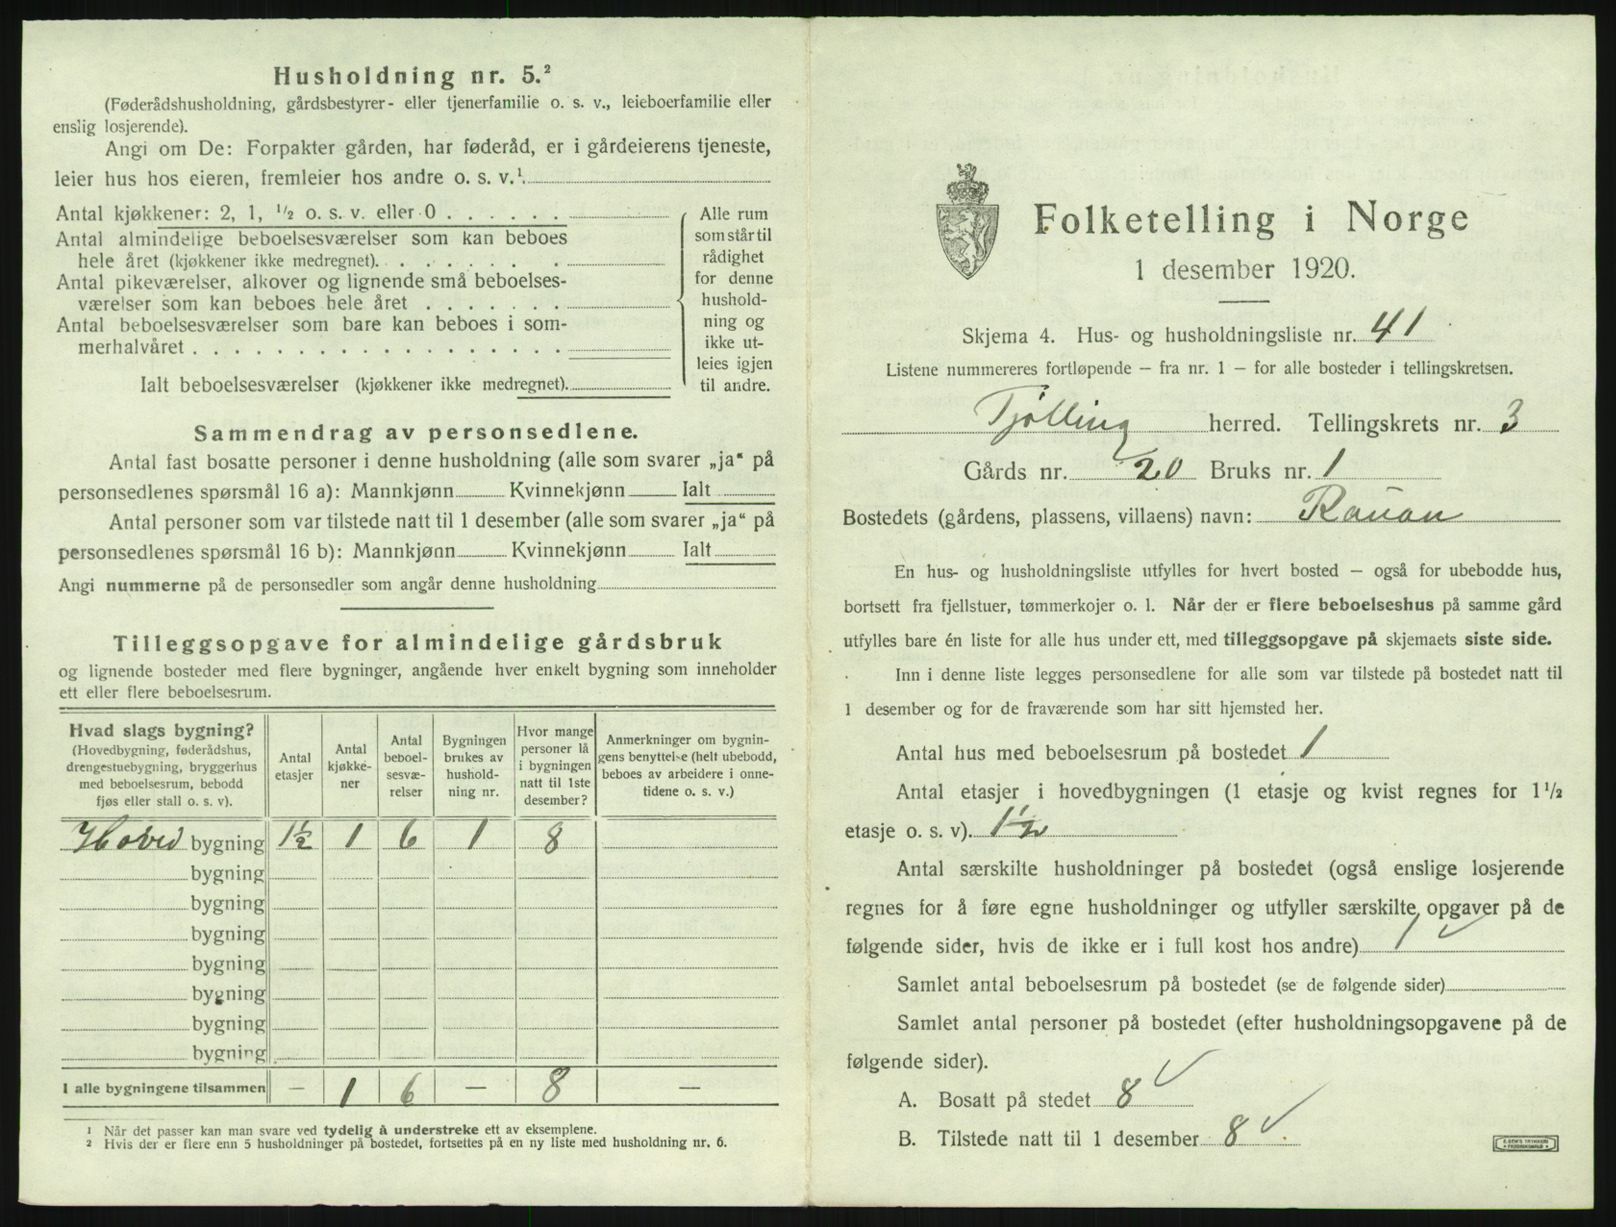 Husholdning nr. 5.²
(Føderådshusholdning, gårdsbestyrer- eller tjenerfamilie o. s. v., leieboerfamilie eller
enslig losjerende).
Angi om De: Forpakter gården, har føderåd, er i gårdeierens tjeneste,
leier hus hos eieren, fremleier hos andre o. s. v.¹.
Antal kjøkkener: 2, 1, ½ o. s. v. eller 0
Antal almindelige beboelsesværelser som kan beboes
hele året (kjøkkener ikke medregnet).
Antal pikeværelser, alkover og lignende små beboelses-
værelser som kan beboes hele året
Antal beboelsesværelser som bare kan beboes i som-
merhalvåret
Ialt beboelsesværelser (kjøkkener ikke medregnet).
Alle rum
som står til
rådighet
for denne
hushold-
ning og
ikke ut-
leies igjen
til andre.
Sammendrag av personsedlene.
Antal fast bosatte personer i denne husholdning (alle som svarer „ja“ på
personsedlenes spørsmål 16 a): Mannkjønn Kvinnekjønn Ialt
Antal personer som var tilstede natt til 1 desember (alle som svarer „ja“ på
personsedlenes spørsmål 16 b): Mannkjønn Kvinnekjønn Ialt
Angi nummerne på de personsedler som angår denne husholdning
Tilleggsopgave for almindelige gårdsbruk
og lignende bosteder med flere bygninger, angående hver enkelt bygning som inneholder
ett eller flere beboelsesrum.
Hvad slags bygning?
(Hovedbygning, føderådshus,
drengestuebygning, bryggerhus
med beboelsesrum, bebodd
fjøs eller stall o. s. v).
Antal
etasjer
Antal
kjøkke-
ner
Antal
beboel-
sesvæ-
relser
Bygningen
brukes av
hushold-
ning nr.
Hvor mange
personer lå
i bygningen
natt til 1ste
desember?
Anmerkninger om bygnin-
gens benyttelse (helt ubebodd,
beboes av arbeidere i onne-
tidene o. s. v.)
Hoved bygning 1½ 1 6 1 8
bygning
bygning
bygning
bygning
bygning
bygning
bygning
I alle bygningene tilsammen — 1 6 — 8 —
¹ Når det passer kan man svare ved tydelig å understreke ett av eksemplene.
² Hvis der er flere enn 5 husholdninger på bostedet, fortsettes på en ny liste med husholdning nr. 6.
Folketelling i Norge
1 desember 1920.
Skjema 4. Hus- og husholdningsliste nr. 41
Listene nummereres fortløpende — fra nr. 1 — for alle bosteder i tellingskretsen.
Tjølling herred. Tellingskrets nr. 3
Gårds nr. 20 Bruks nr. 1
Bostedets (gårdens, plassens, villaens) navn: Rauan
En hus- og husholdningsliste utfylles for hvert bosted — også for ubebodde hus,
bortsett fra fjellstuer, tømmerkojer o. l. Når der er flere beboelseshus på samme gård
utfylles bare én liste for alle hus under ett, med tilleggsopgave på skjemaets siste side.
Inn i denne liste legges personsedlene for alle som var tilstede på bostedet natt til
1 desember og for de fraværende som har sitt hjemsted her.
Antal hus med beboelsesrum på bostedet 1
Antal etasjer i hovedbygningen (1 etasje og kvist regnes for 1½
etasje o. s. v). 1½
Antal særskilte husholdninger på bostedet (også enslige losjerende
regnes for å føre egne husholdninger og utfyller særskilte opgaver på de
følgende sider, hvis de ikke er i full kost hos andre) 1 ✓
Samlet antal beboelsesrum på bostedet (se de følgende sider)
Samlet antal personer på bostedet (efter husholdningsopgavene på de
følgende sider).
A. Bosatt på stedet 8 ✓
B. Tilstede natt til 1 desember 8 ✓